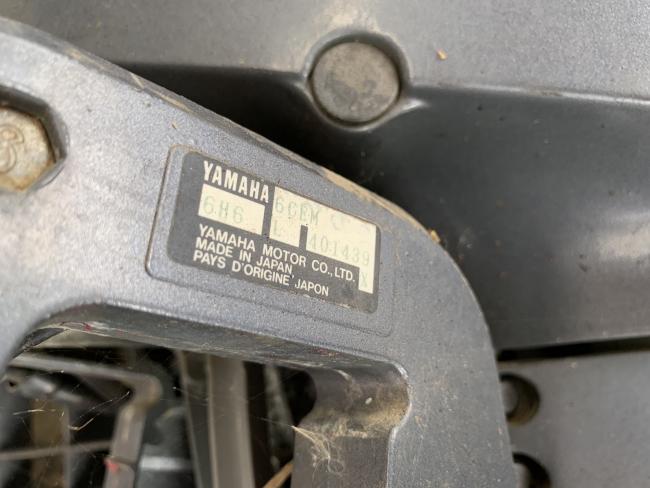 YAMAHA 6CEM
6H6 L 401439
X
YAMAHA MOTOR CO., LTD.
MADE IN JAPAN
PAYS D'ORIGINE JAPON